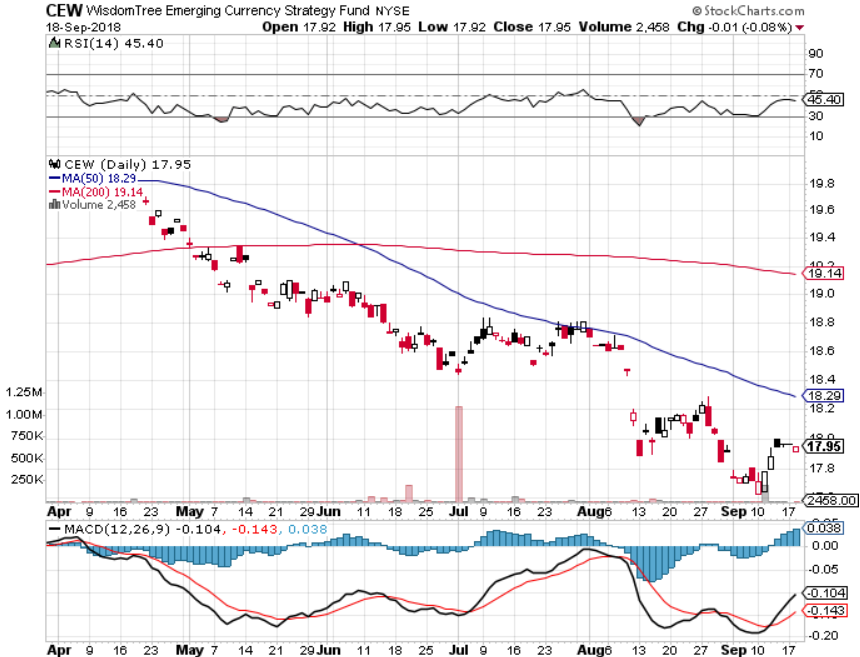 CEW WisdomTree Emerging Currency Strategy Fund NYSE © StockCharts.com
18-Sep-2018 Open 17.92 High 17.95 Low 17.92 Close 17.95 Volume 2,458 Chg -0.01 (-0.08%)
RSI(14) 45.40
90
70
50
45.40
30
10
CEW (Daily) 17.95
MA(50) 18.29
MA(200) 19.14
Volume 2,458
19.8
19.6
19.4
19.2
19.14
19.0
18.8
18.6
18.4
18.29
18.2
18.0
17.95
17.8
1.25M
1.00M
750K
500K
250K
2458.00
Apr 9 16 23 May 7 14 21 29 Jun 11 18 25 Jul 9 16 23 Aug 6 13 20 27 Sep 10 17
MACD(12,26,9) -0.104, -0.143, 0.038
0.038
0.00
-0.05
-0.104
-0.143
-0.20
Apr 9 16 23 May 7 14 21 29 Jun 11 18 25 Jul 9 16 23 Aug 6 13 20 27 Sep 10 17